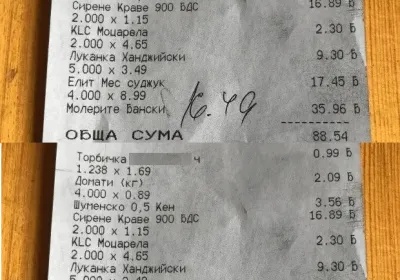 Сирене Краве 900 БДС 16.89 Б
2.000 x 1.15
KLC Моцарела 2.30 Б
2.000 x 4.65
Луканка Ханджийски 9.30 Б
5.000 x 3.49
Елит Мес суджук 17.45 Б
4.000 x 8.99
Молерите Бански 35.96 Б
16.49
ОБЩА СУМА 88.54
Торбичка ч 0.99 Б
1.238 x 1.69
Домати (кг) 2.09 Б
4.000 x 0.89
Шуменско 0,5 Кен 3.56 Б
Сирене Краве 900 БДС 16.89 Б
2.000 x 1.15
KLC Моцарела 2.30 Б
2.000 x 4.65
Луканка Ханджийски 9.30 Б